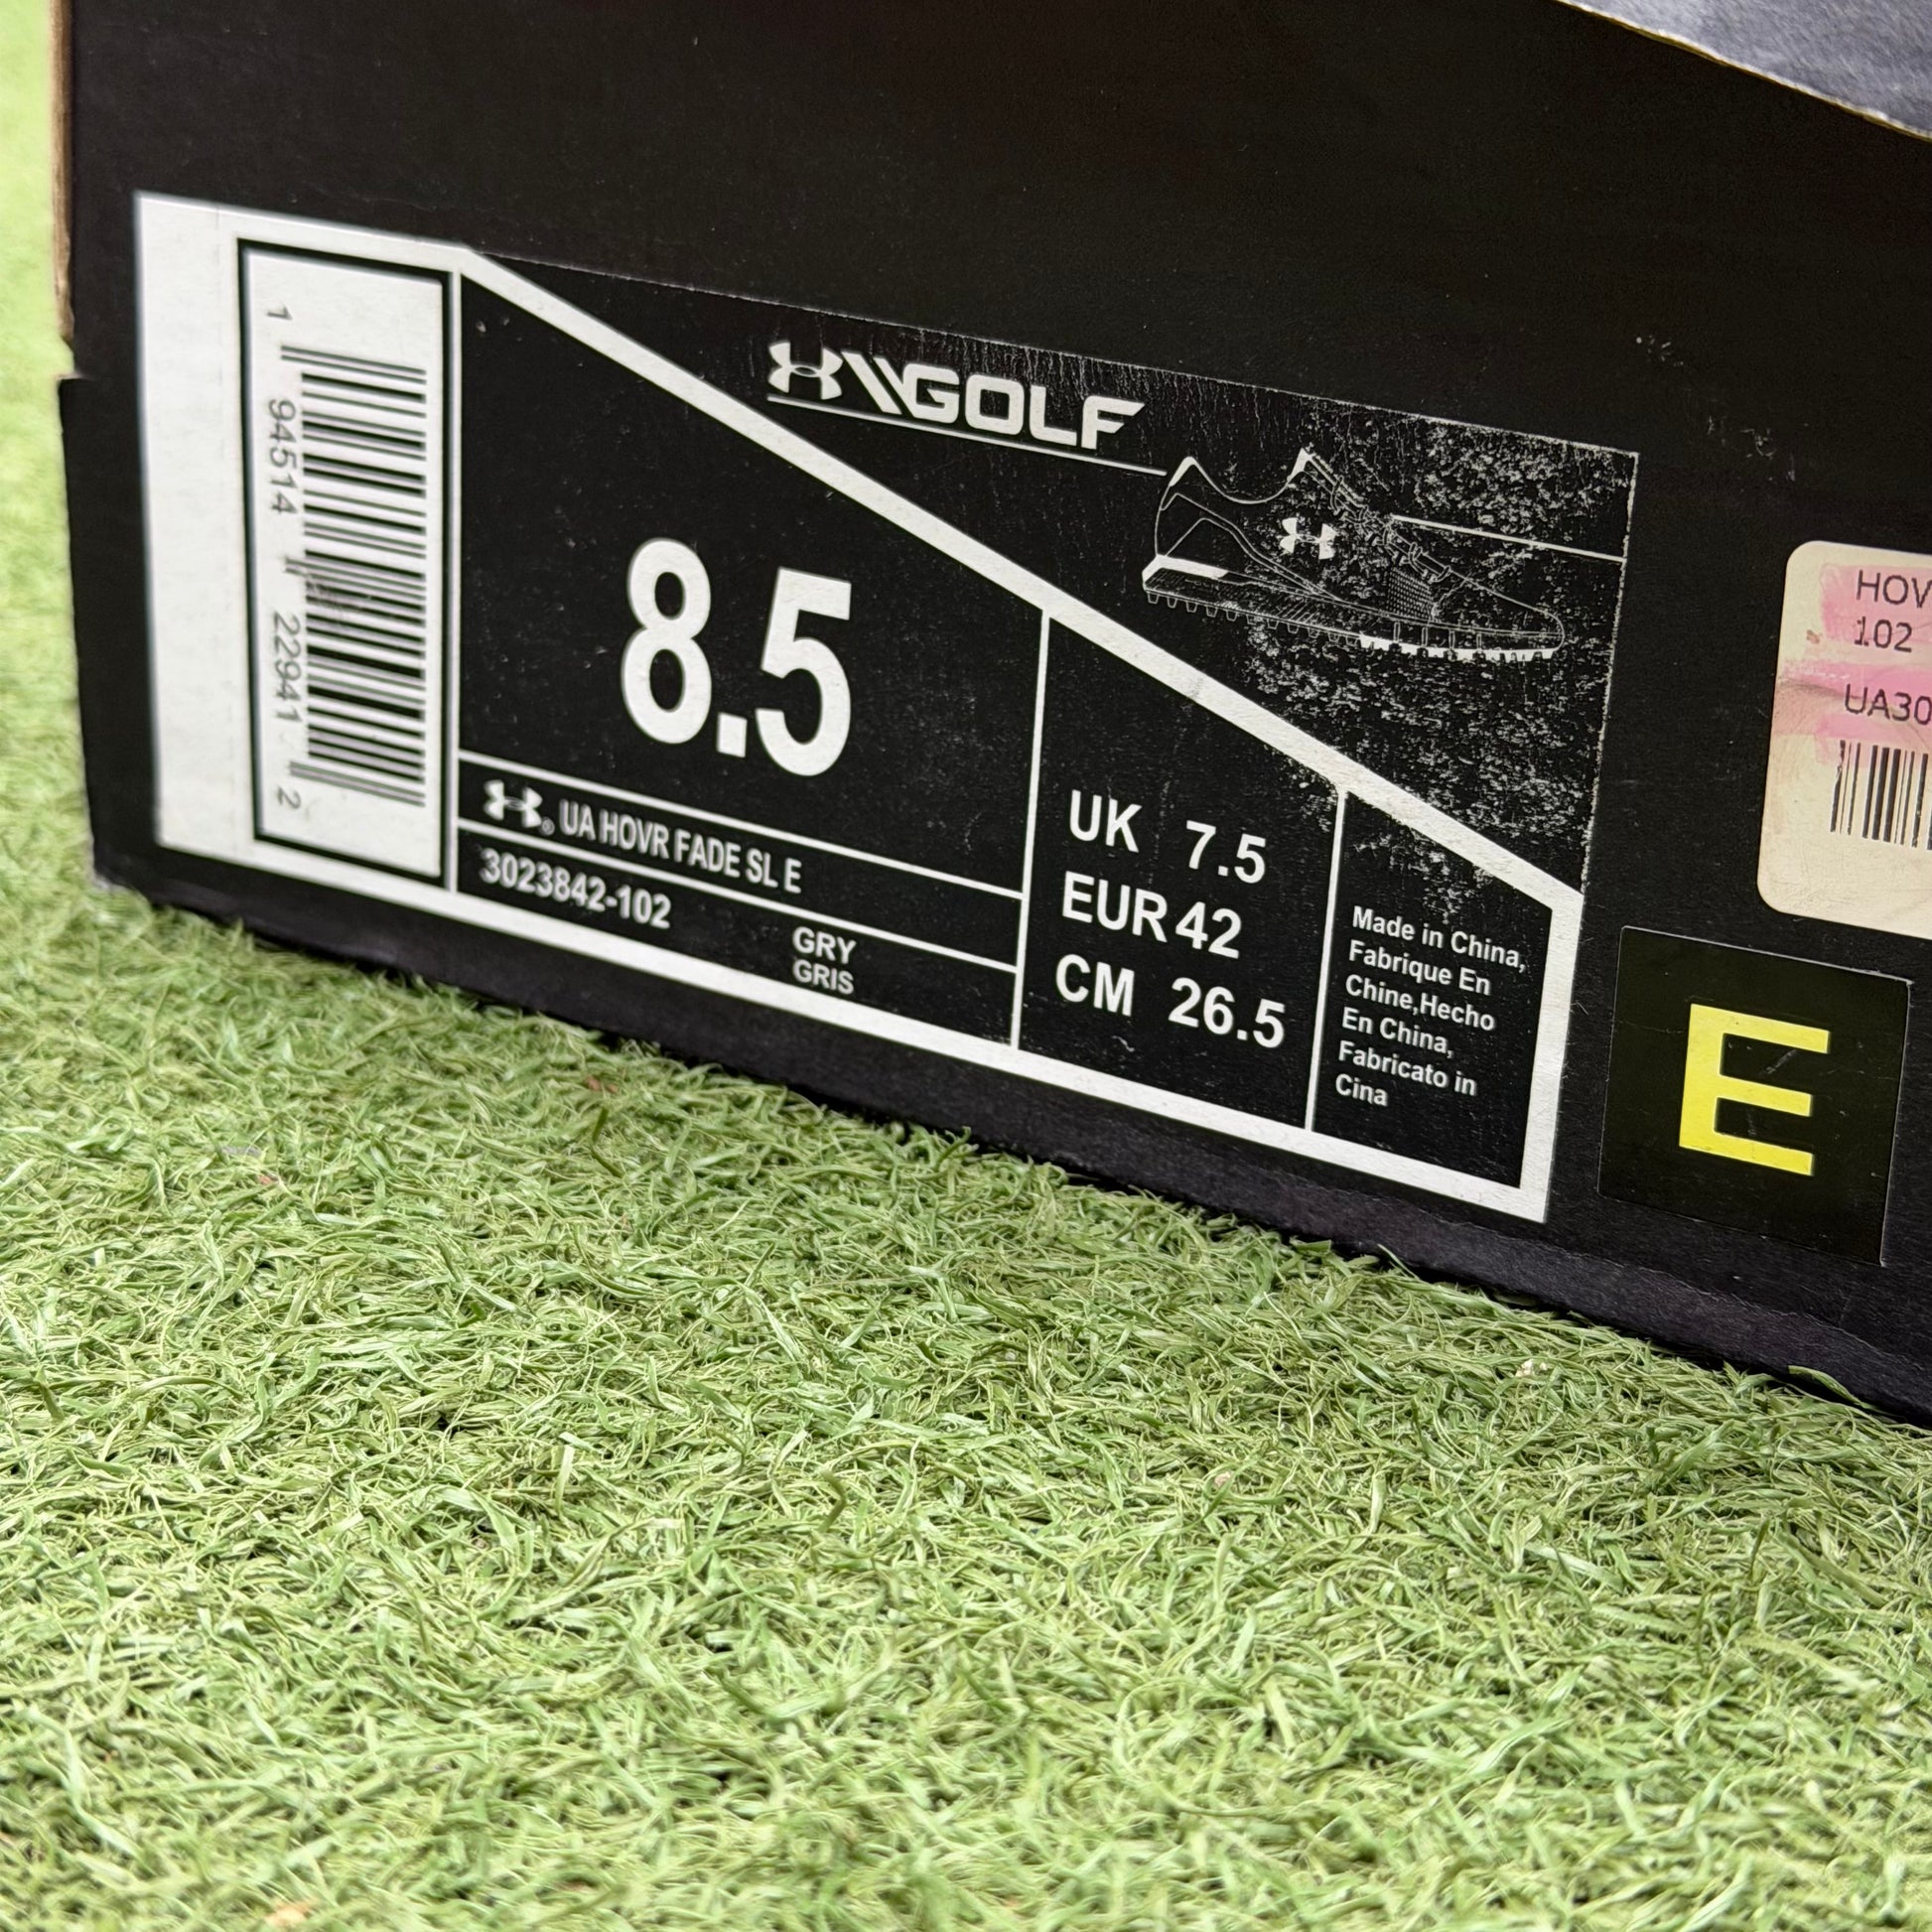 GOLF
8.5
UA HOVR FADE SL E
3023842-102
GRY
GRIS
UK 7.5
EUR 42
CM 26.5
Made in China,
Fabrique En
Chine,Hecho
En China,
Fabricato in
Cina
1 94514 22941 2
HOV
102
UA30
E